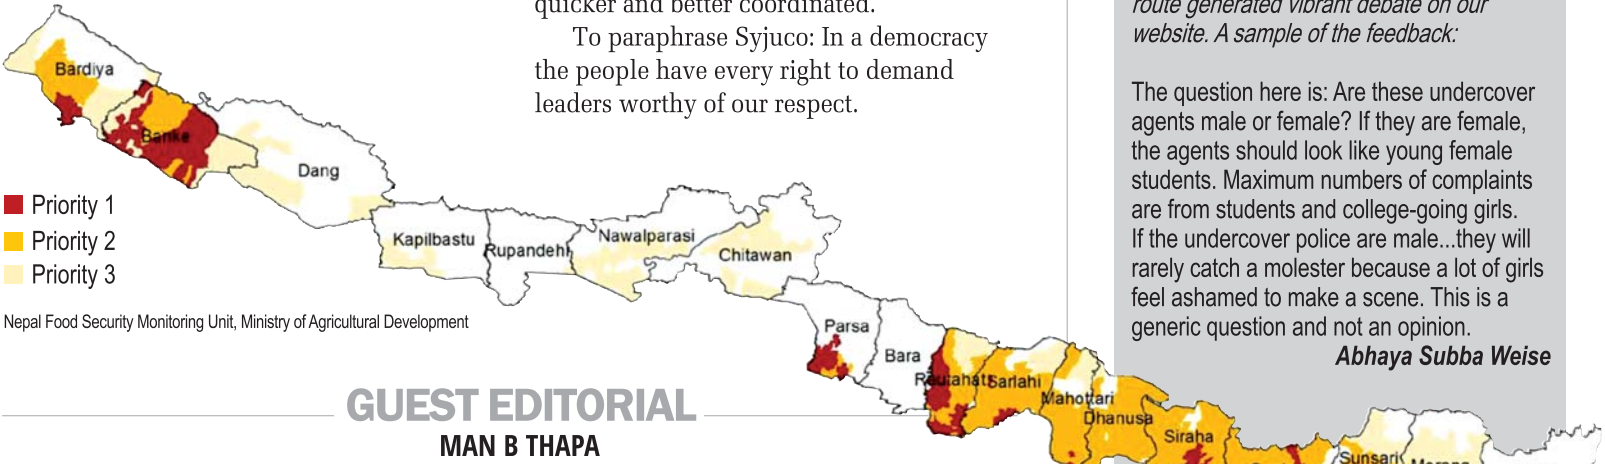 quicker and better coordinated.
To paraphrase Syjuco: In a democracy
the people have every right to demand
leaders worthy of our respect.
route generated vibrant debate on our
website. A sample of the feedback:
The question here is: Are these undercover
agents male or female? If they are female,
the agents should look like young female
students. Maximum numbers of complaints
are from students and college-going girls.
If the undercover police are male...they will
rarely catch a molester because a lot of girls
feel ashamed to make a scene. This is a
generic question and not an opinion.
Abhaya Subba Weise
Bardiya
Banke
Dang
Kapilbastu
Rupandehi
Nawalparasi
Chitawan
Parsa
Bara
Rautahat
Sarlahi
Mahottari
Dhanusa
Siraha
Sunsari
Morang
Priority 1
Priority 2
Priority 3
Nepal Food Security Monitoring Unit, Ministry of Agricultural Development
GUEST EDITORIAL
MAN B THAPA